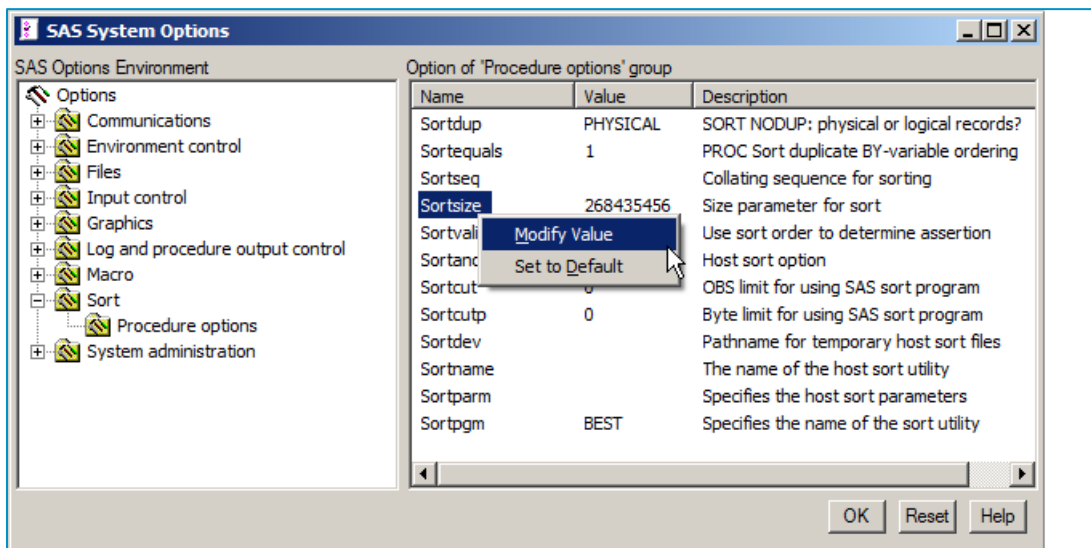 SAS System Options
SAS Options Environment
Options
Communications
Environment control
Files
Input control
Graphics
Log and procedure output control
Macro
Sort
Procedure options
System administration
Option of 'Procedure options' group
Name Value Description
Sortdup PHYSICAL SORT NODUP: physical or logical records?
Sortequals 1 PROC Sort duplicate BY-variable ordering
Sortseq Collating sequence for sorting
Sortsize 268435456 Size parameter for sort
Use sort order to determine assertion
Host sort option
Modify Value
Set to Default
Sortcut 0 OBS limit for using SAS sort program
Sortcutp 0 Byte limit for using SAS sort program
Sortdev Pathname for temporary host sort files
Sortname The name of the host sort utility
Sortparm Specifies the host sort parameters
Sortpgm BEST Specifies the name of the sort utility
OK Reset Help